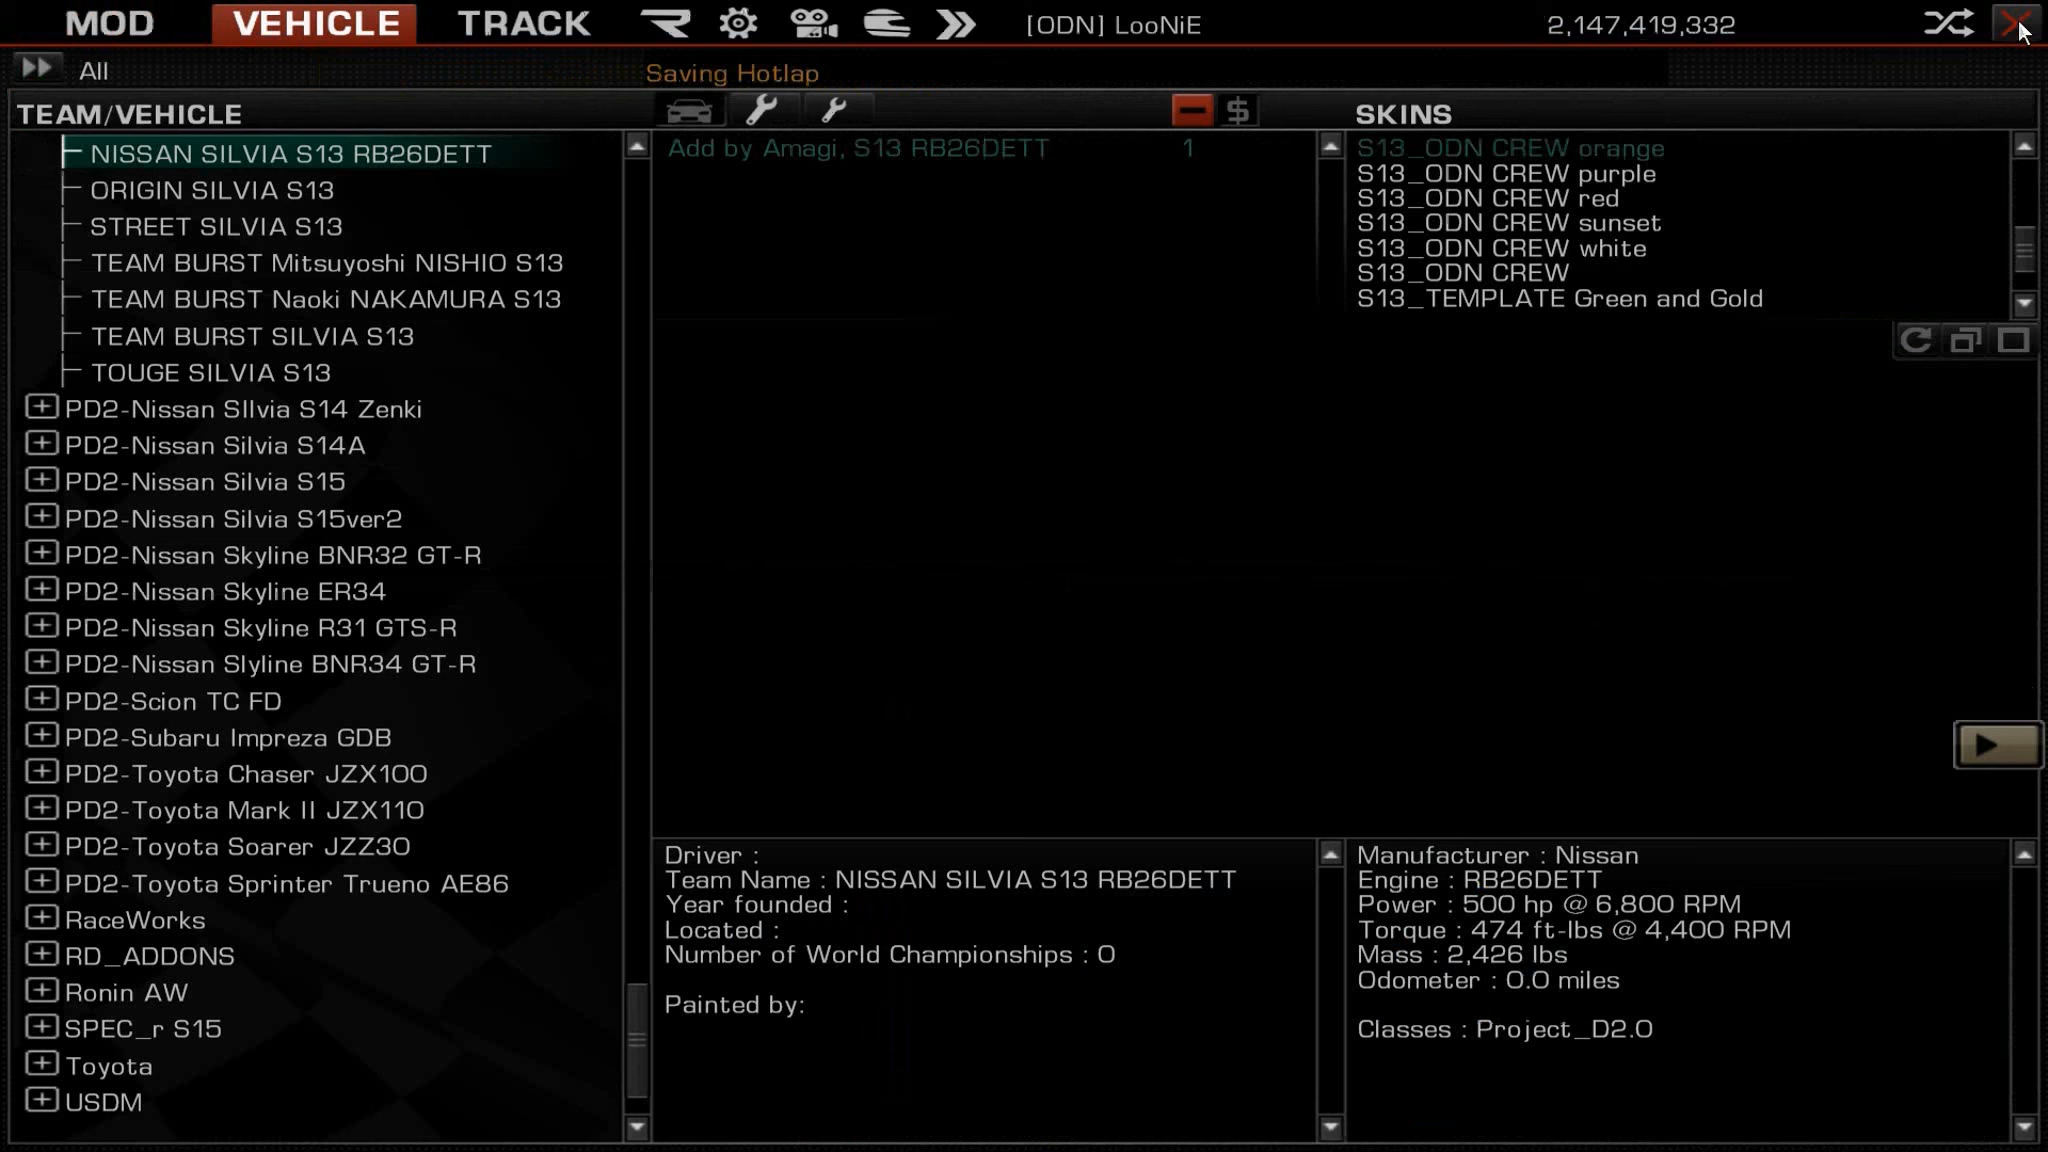 MOD VEHICLE TRACK [ODN] LooNiE 2,147,419,332
All
Saving Hotlap
TEAM/VEHICLE
NISSAN SILVIA S13 RB26DETT
ORIGIN SILVIA S13
STREET SILVIA S13
TEAM BURST Mitsuyoshi NISHIO S13
TEAM BURST Naoki NAKAMURA S13
TEAM BURST SILVIA S13
TOUGE SILVIA S13
PD2-Nissan SIlvia S14 Zenki
PD2-Nissan Silvia S14A
PD2-Nissan Silvia S15
PD2-Nissan Silvia S15ver2
PD2-Nissan Skyline BNR32 GT-R
PD2-Nissan Skyline ER34
PD2-Nissan Skyline R31 GTS-R
PD2-Nissan Slyline BNR34 GT-R
PD2-Scion TC FD
PD2-Subaru Impreza GDB
PD2-Toyota Chaser JZX100
PD2-Toyota Mark II JZX110
PD2-Toyota Soarer JZZ30
PD2-Toyota Sprinter Trueno AE86
RaceWorks
RD_ADDONS
Ronin AW
SPEC_r S15
Toyota
USDM
$
Add by Amagi, S13 RB26DETT 1
SKINS
S13_ODN CREW orange
S13_ODN CREW purple
S13_ODN CREW red
S13_ODN CREW sunset
S13_ODN CREW white
S13_ODN CREW
S13_TEMPLATE Green and Gold
Driver :
Team Name : NISSAN SILVIA S13 RB26DETT
Year founded :
Located :
Number of World Championships : 0
Painted by:
Manufacturer : Nissan
Engine : RB26DETT
Power : 500 hp @ 6,800 RPM
Torque : 474 ft-lbs @ 4,400 RPM
Mass : 2,426 lbs
Odometer : 0.0 miles
Classes : Project_D2.0